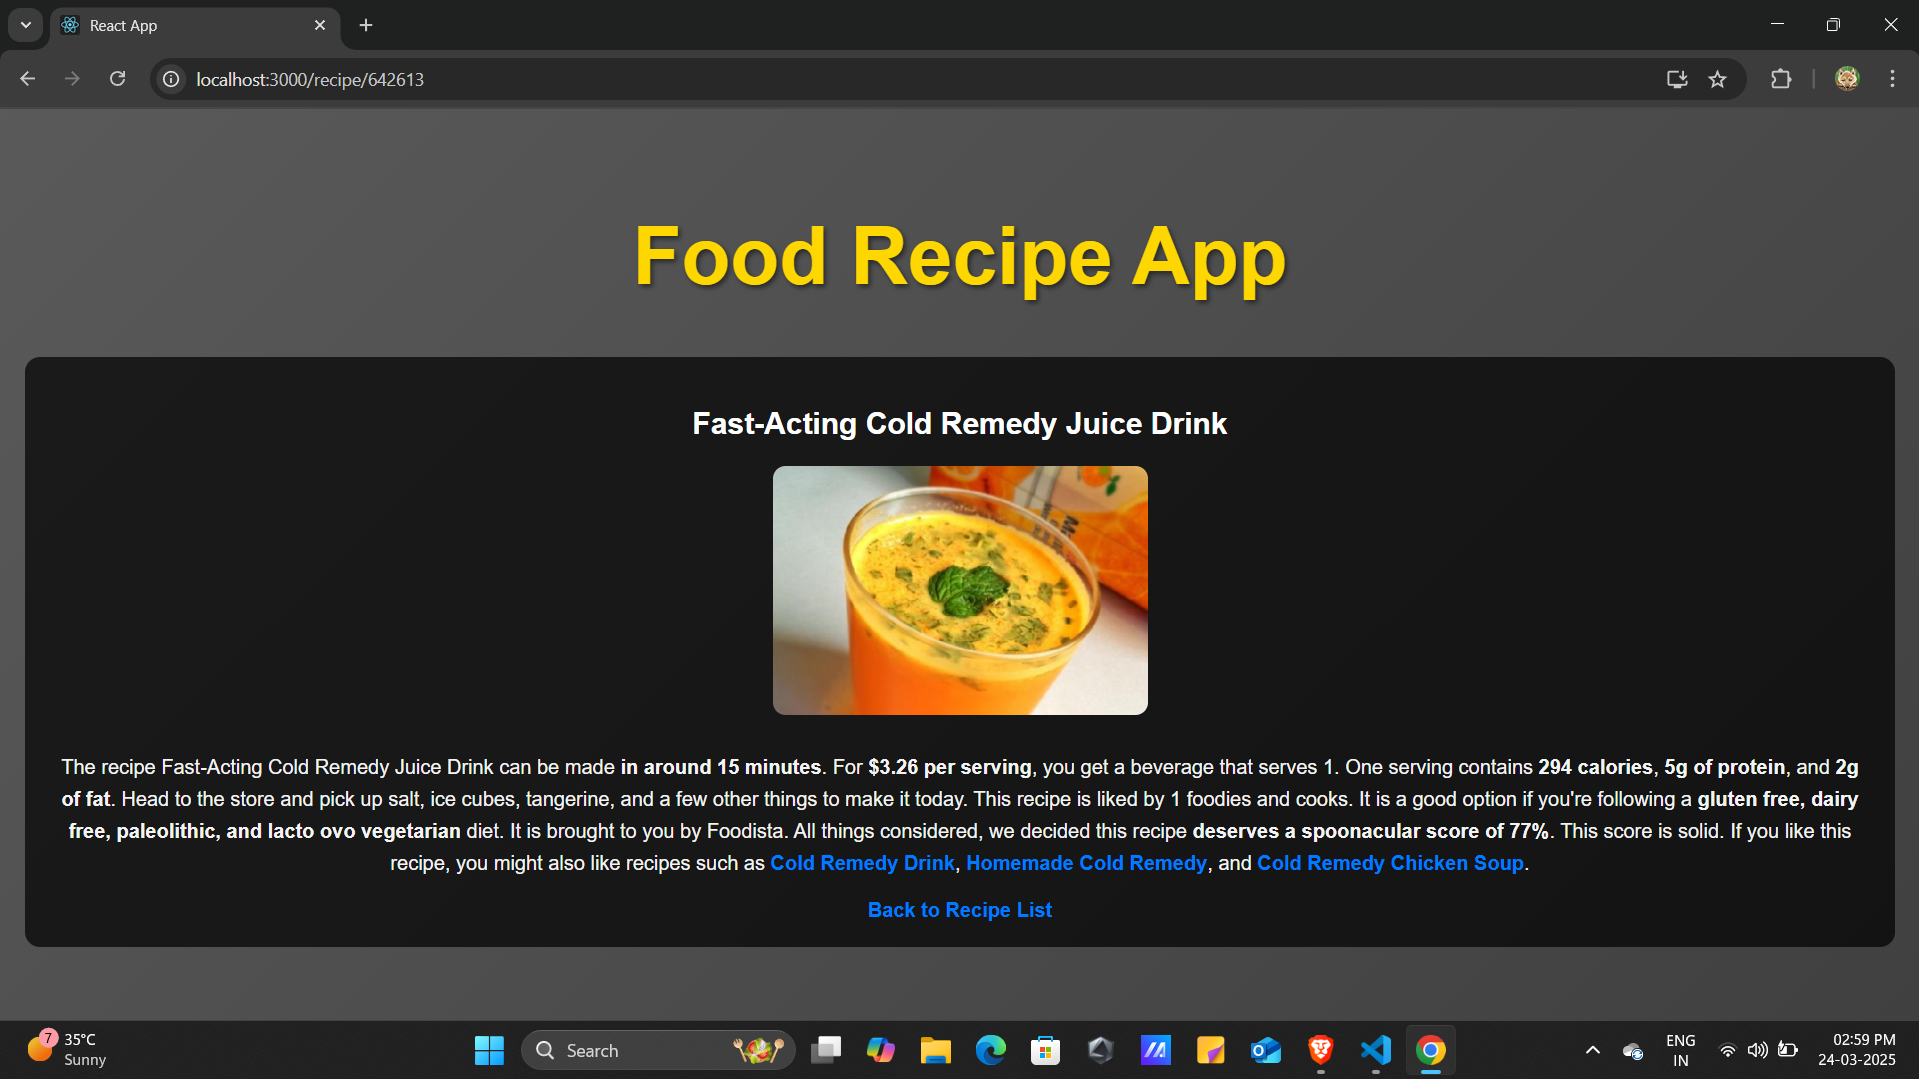 React App
localhost:3000/recipe/642613
Food Recipe App
Fast-Acting Cold Remedy Juice Drink
The recipe Fast-Acting Cold Remedy Juice Drink can be made in around 15 minutes. For $3.26 per serving, you get a beverage that serves 1. One serving contains 294 calories, 5g of protein, and 2g
of fat. Head to the store and pick up salt, ice cubes, tangerine, and a few other things to make it today. This recipe is liked by 1 foodies and cooks. It is a good option if you're following a gluten free, dairy
free, paleolithic, and lacto ovo vegetarian diet. It is brought to you by Foodista. All things considered, we decided this recipe deserves a spoonacular score of 77%. This score is solid. If you like this
recipe, you might also like recipes such as Cold Remedy Drink, Homemade Cold Remedy, and Cold Remedy Chicken Soup.
Back to Recipe List
7
35°C
Sunny
Search
ENG
IN
02:59 PM
24-03-2025